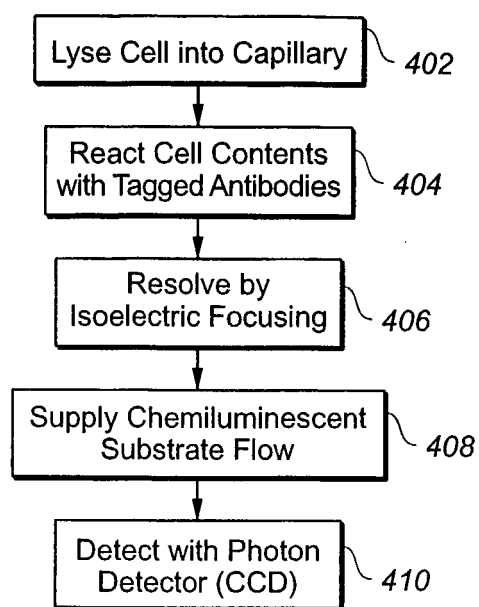 Lyse Cell into Capillary
402
React Cell Contents
with Tagged Antibodies
404
Resolve by
Isoelectric Focusing
406
Supply Chemiluminescent
Substrate Flow
408
Detect with Photon
Detector (CCD)
410